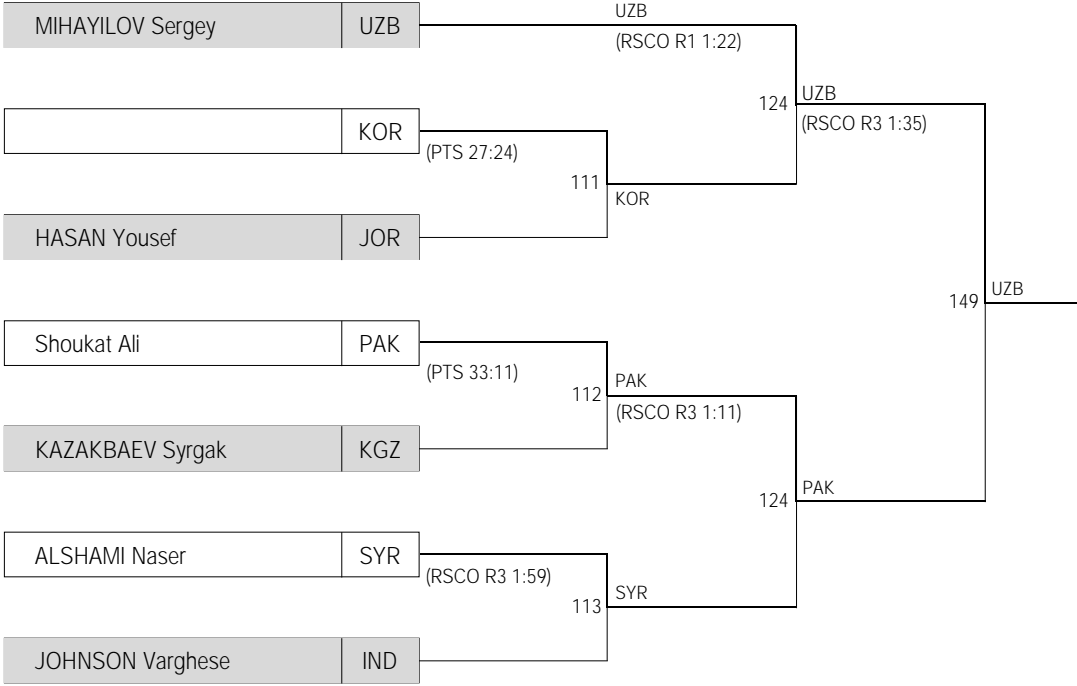 MIHAYILOV Sergey UZB
UZB
(RSCO R1 1:22)
124
UZB
(RSCO R3 1:35)
KOR
(PTS 27:24)
111
KOR
HASAN Yousef JOR
149
UZB
Shoukat Ali PAK
(PTS 33:11)
112
PAK
(RSCO R3 1:11)
KAZAKBAEV Syrgak KGZ
124
PAK
ALSHAMI Naser SYR
(RSCO R3 1:59)
113
SYR
JOHNSON Varghese IND